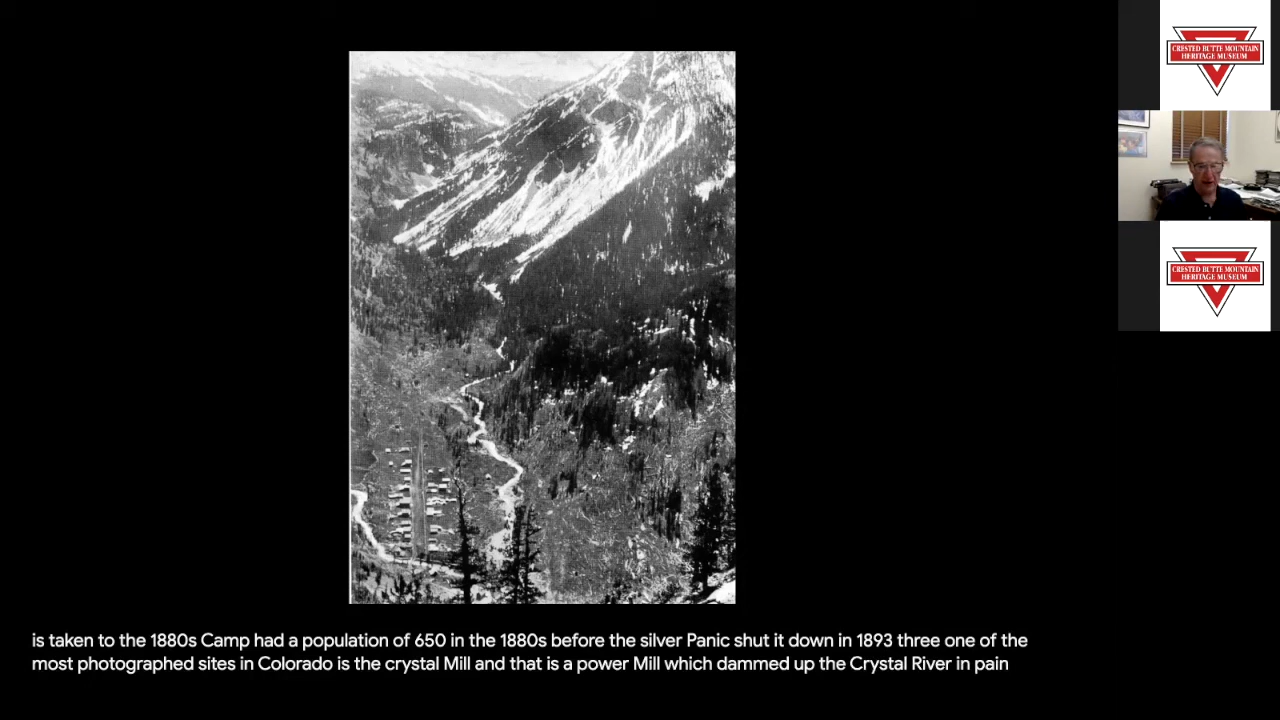 CRESTED BUTTE MOUNTAIN
HERITAGE MUSEUM
CRESTED BUTTE MOUNTAIN
HERITAGE MUSEUM
is taken to the 1880s Camp had a population of 650 in the 1880s before the silver Panic shut it down in 1893 three one of the
most photographed sites in Colorado is the crystal Mill and that is a power Mill which dammed up the Crystal River in pain